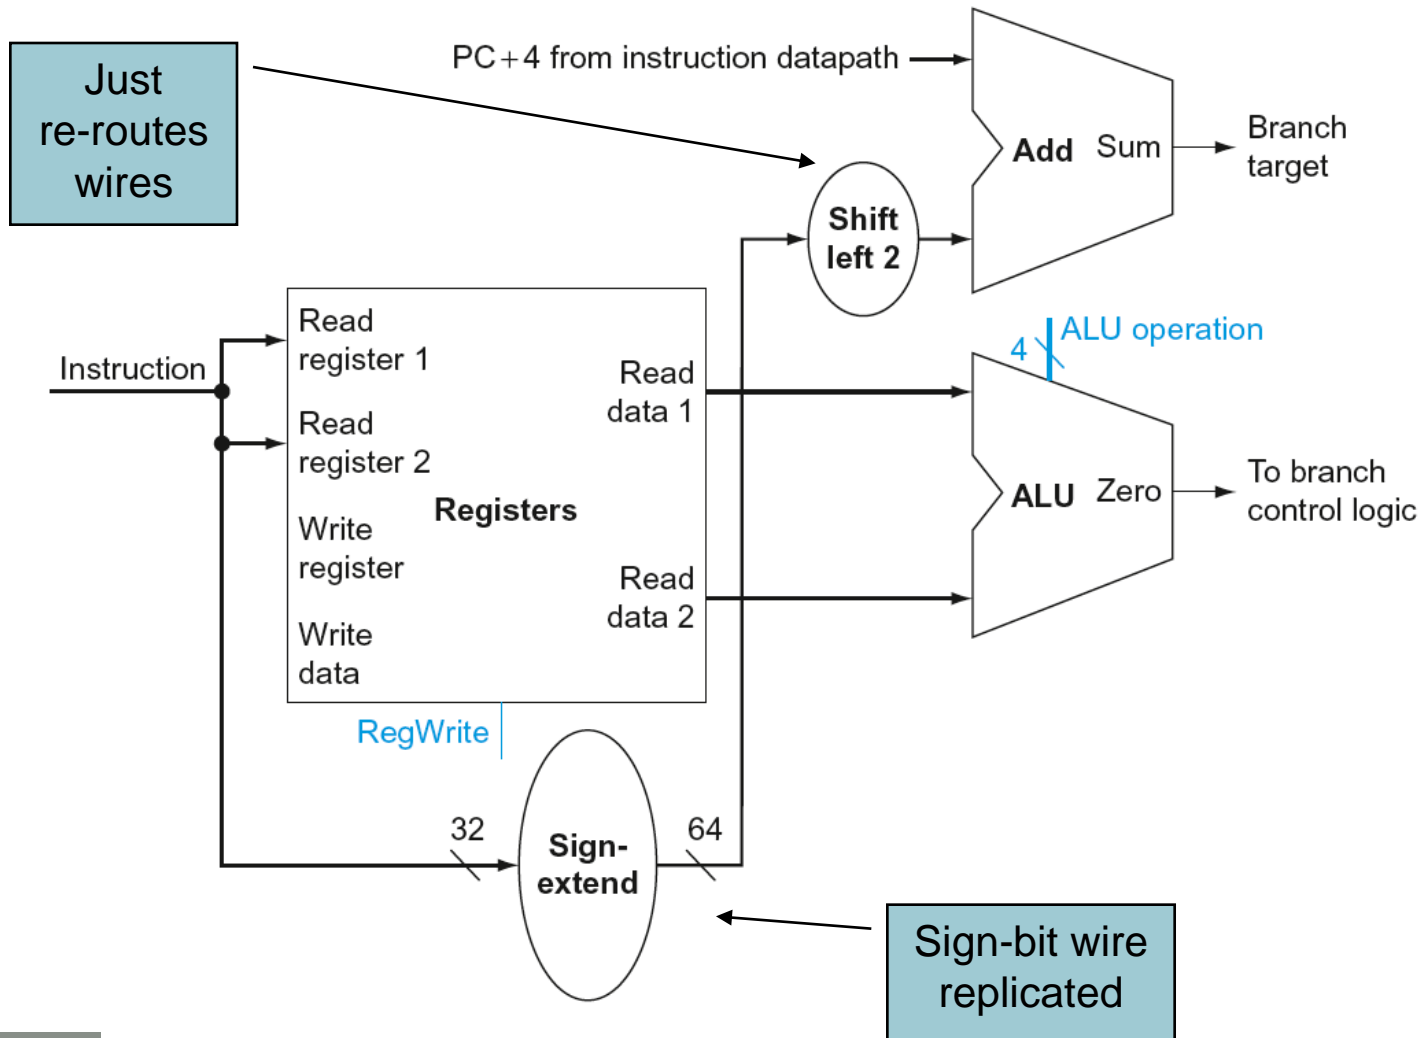 PC+4 from instruction datapath
Just
re-routes
wires
Add Sum
Branch
target
Shift
left 2
Instruction
Read
register 1
Read
register 2
Write
register
Write
data
Registers
Read
data 1
Read
data 2
RegWrite
4
ALU operation
ALU Zero
To branch
control logic
32
Sign-
extend
64
Sign-bit wire
replicated